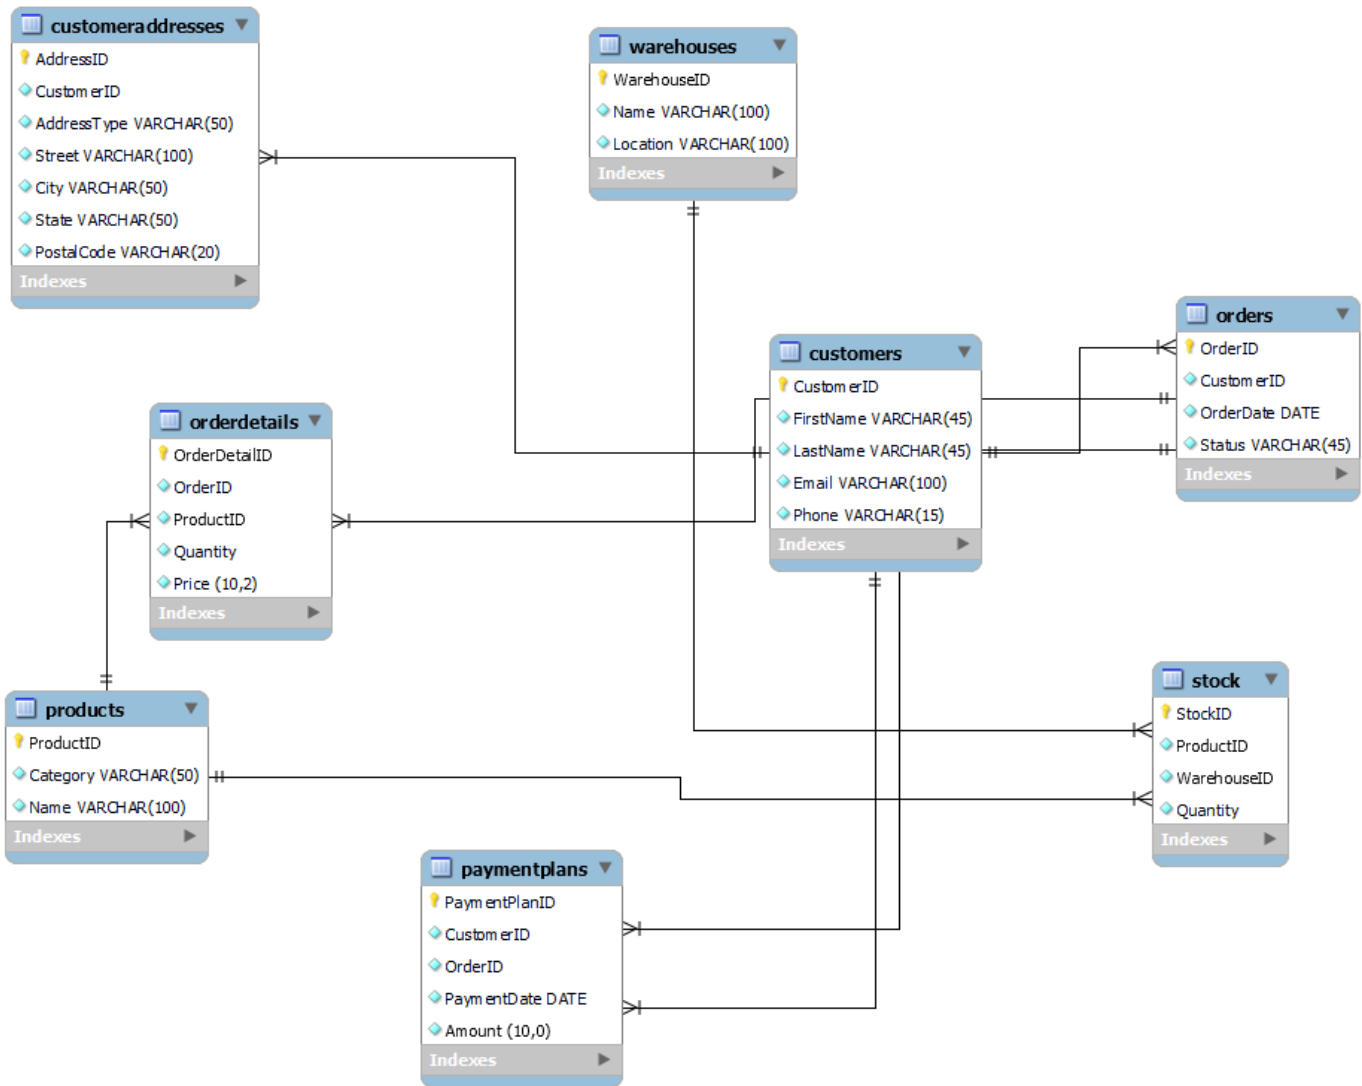 customeraddresses
AddressID
CustomerID
AddressType VARCHAR(50)
Street VARCHAR(100)
City VARCHAR(50)
State VARCHAR(50)
PostalCode VARCHAR(20)
Indexes
warehouses
WarehouseID
Name VARCHAR(100)
Location VARCHAR(100)
Indexes
customers
CustomerID
FirstName VARCHAR(45)
LastName VARCHAR(45)
Email VARCHAR(100)
Phone VARCHAR(15)
Indexes
orders
OrderID
CustomerID
OrderDate DATE
Status VARCHAR(45)
Indexes
orderdetails
OrderDetailID
OrderID
ProductID
Quantity
Price (10,2)
Indexes
products
ProductID
Category VARCHAR(50)
Name VARCHAR(100)
Indexes
stock
StockID
ProductID
WarehouseID
Quantity
Indexes
paymentplans
PaymentPlanID
CustomerID
OrderID
PaymentDate DATE
Amount (10,0)
Indexes